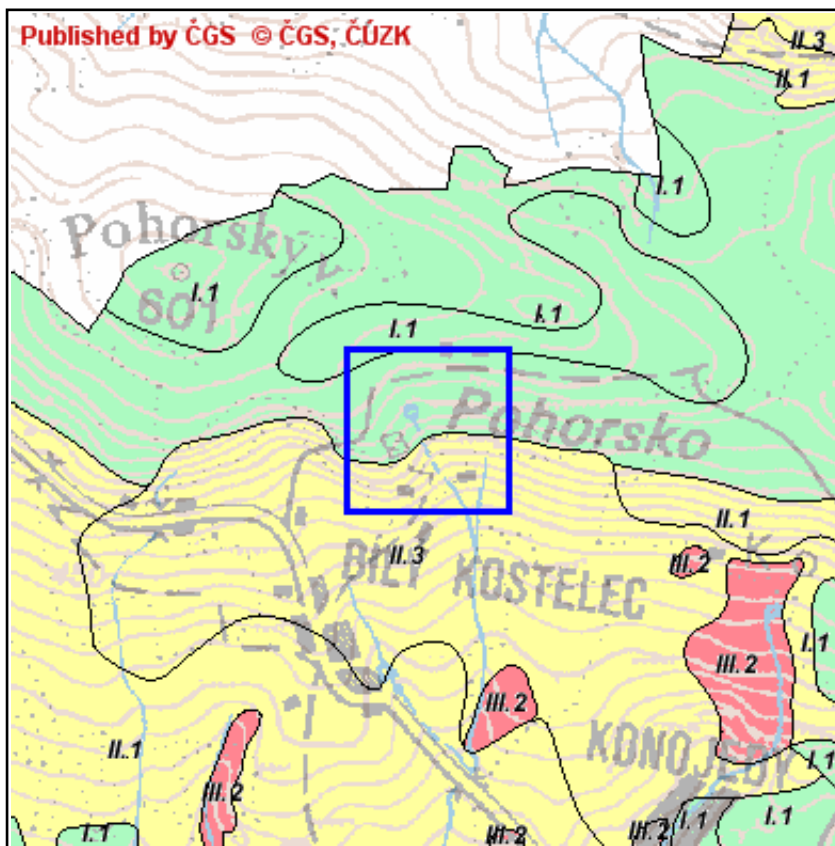 Published by ČGS © ČGS, ČÚZK
II.3
II.1
I.1
Pohorský
I.1
601
I.1
I.1
Pohorsko
II.1
II.3
BÍLÝ KOSTELEC
III.2
III.2
I.1
III.2
KONOJEDY
II.1
I.1
III.2
I.1
III.2
III.2
I.1
I.1